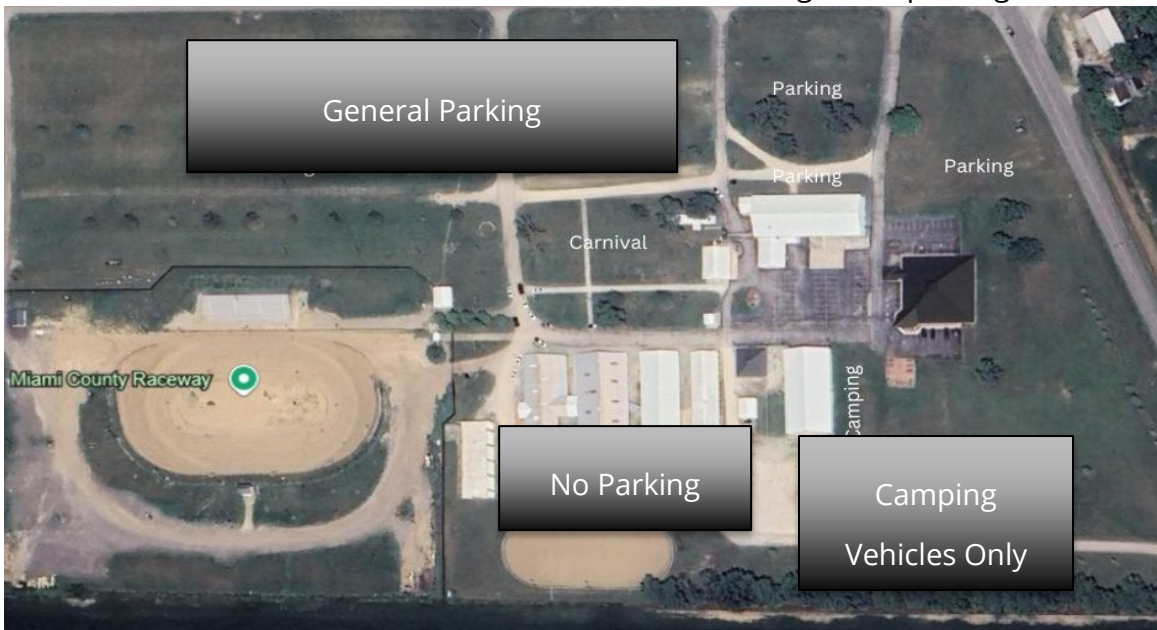 General Parking
Parking
Parking
Parking
Carnival
Miami County Raceway
Camping
No Parking
Camping
Vehicles Only